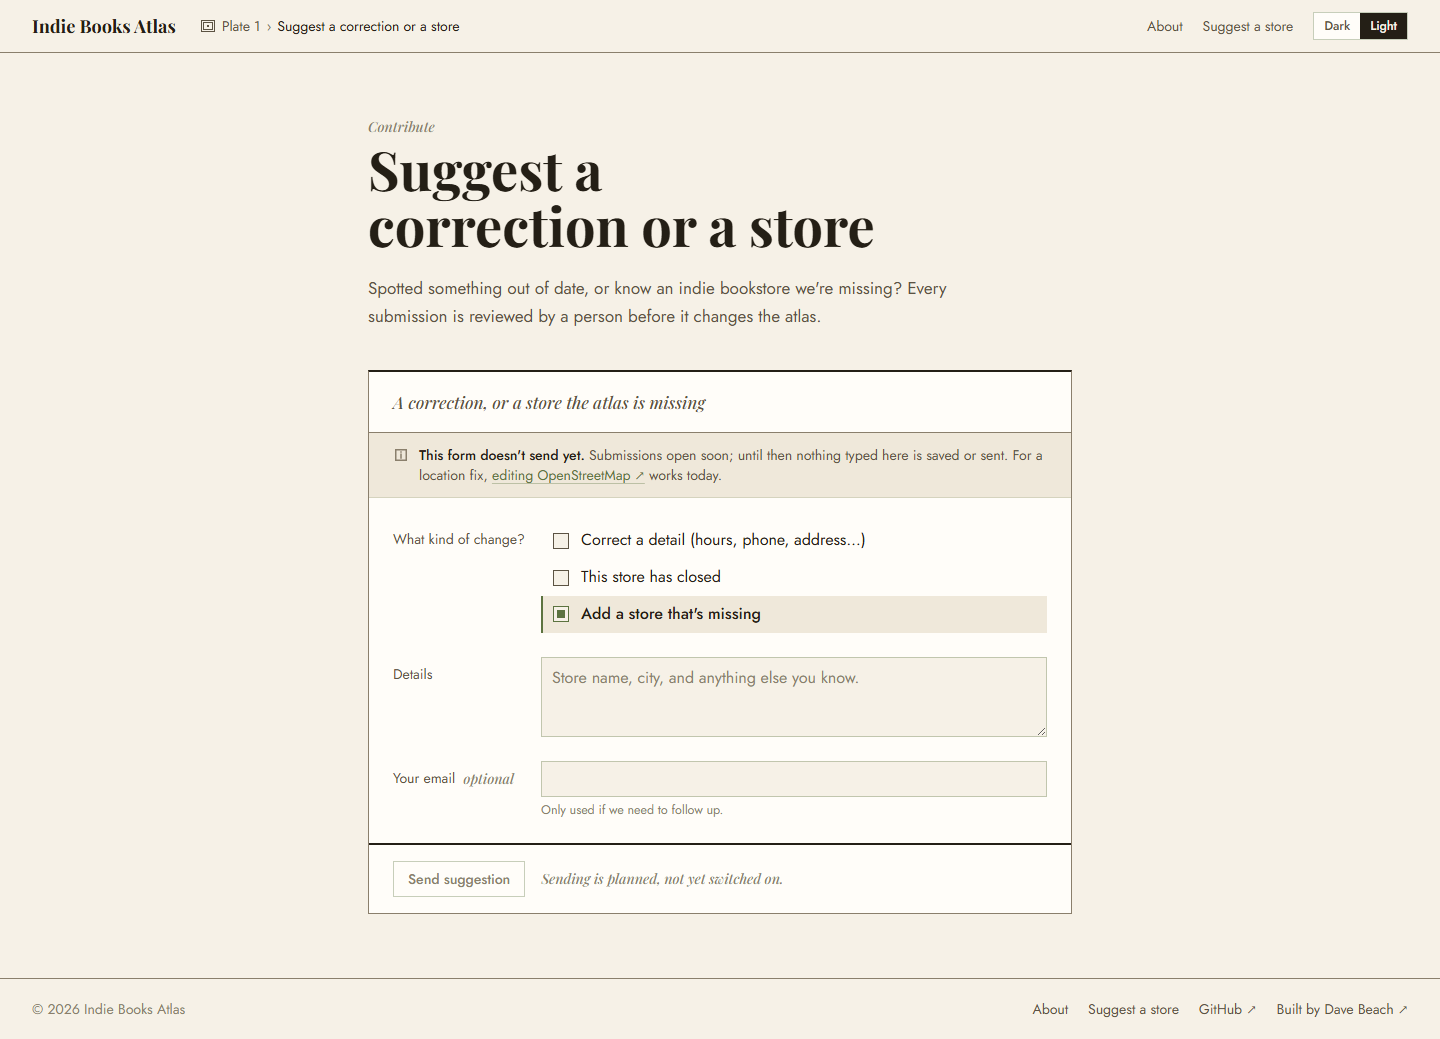 Indie Books Atlas
Plate 1 › Suggest a correction or a store
About
Suggest a store
Dark
Light
Contribute
Suggest a
correction or a store
Spotted something out of date, or know an indie bookstore we're missing? Every
submission is reviewed by a person before it changes the atlas.
A correction, or a store the atlas is missing
This form doesn't send yet. Submissions open soon; until then nothing typed here is saved or sent. For a
location fix, editing OpenStreetMap ↗ works today.
What kind of change?
Correct a detail (hours, phone, address...)
This store has closed
Add a store that's missing
Details
Store name, city, and anything else you know.
Your email optional
Only used if we need to follow up.
Send suggestion
Sending is planned, not yet switched on.
© 2026 Indie Books Atlas
About
Suggest a store
GitHub ↗
Built by Dave Beach ↗